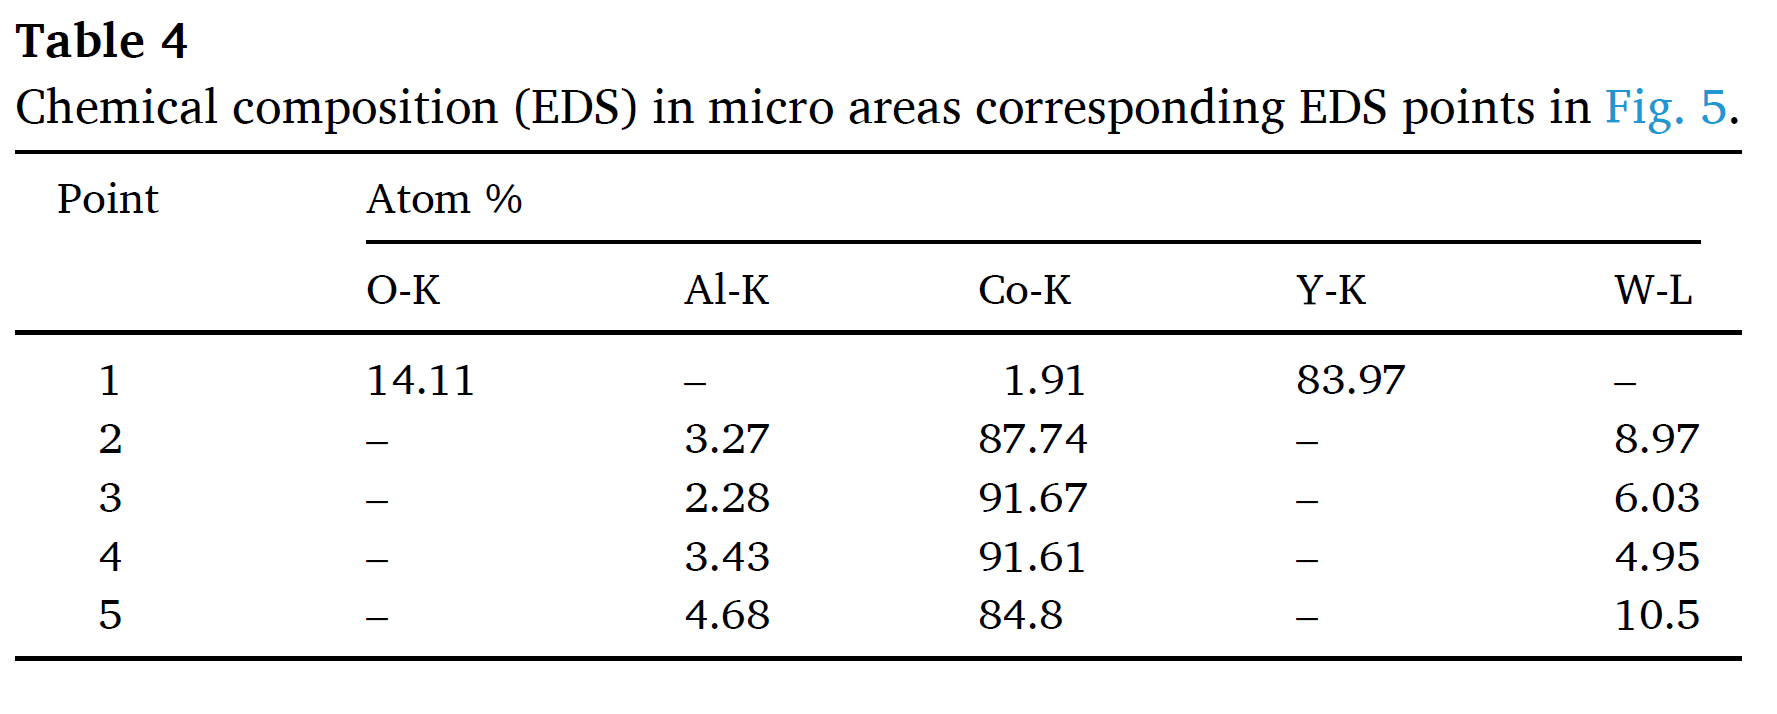 Table 4
Chemical composition (EDS) in micro areas corresponding EDS points in Fig. 5.
Point Atom %
O-K Al-K Co-K Y-K W-L
1 14.11 – 1.91 83.97 –
2 – 3.27 87.74 – 8.97
3 – 2.28 91.67 – 6.03
4 – 3.43 91.61 – 4.95
5 – 4.68 84.8 – 10.5